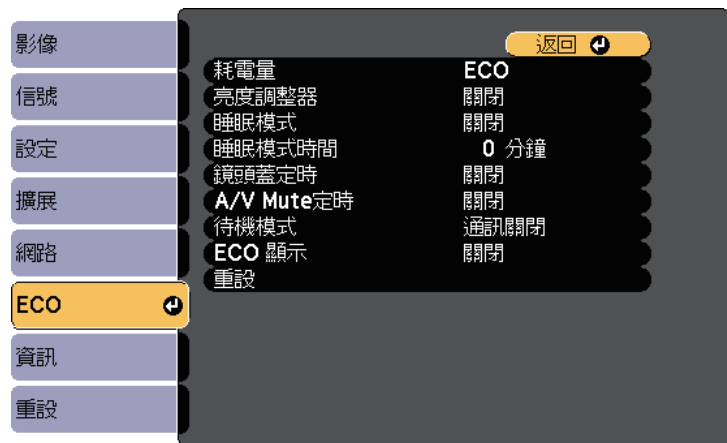 影像
信號
設定
擴展
網路
ECO
資訊
重設
返回
耗電量 ECO
亮度調整器 關閉
睡眠模式 關閉
睡眠模式時間 0 分鐘
鏡頭蓋定時 關閉
A/V Mute定時 關閉
待機模式 通訊關閉
ECO 顯示 關閉
重設